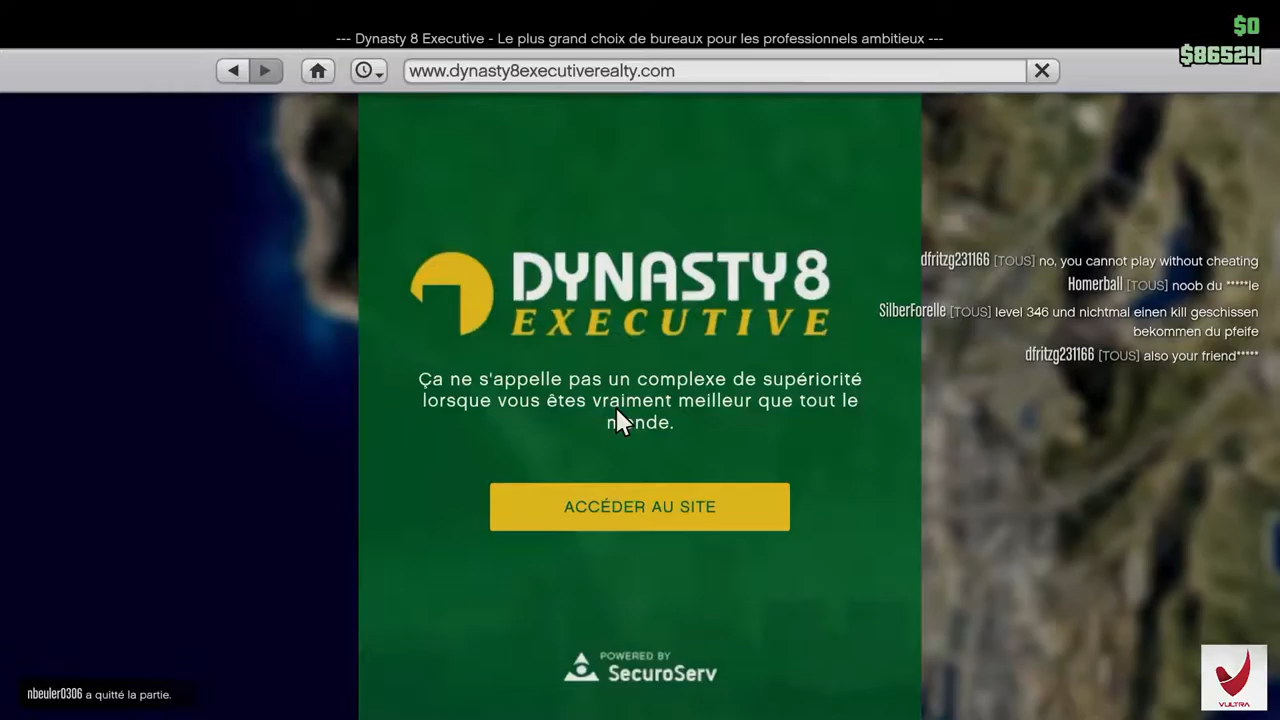 --- Dynasty 8 Executive - Le plus grand choix de bureaux pour les professionnels ambitieux ---
$0
$86524
www.dynasty8executiverealty.com
DYNASTY 8
EXECUTIVE
Ça ne s'appelle pas un complexe de supériorité
lorsque vous êtes vraiment meilleur que tout le
monde.
ACCÉDER AU SITE
POWERED BY
SecuroServ
dfritzg231166 [TOUS] no, you cannot play without cheating
Homerball [TOUS] noob du *****le
SilberForelle [TOUS] level 346 und nichtmal einen kill geschissen
bekommen du pfeife
dfritzg231166 [TOUS] also your friend*****
nbeuler0306 a quitté la partie.
VULTRA